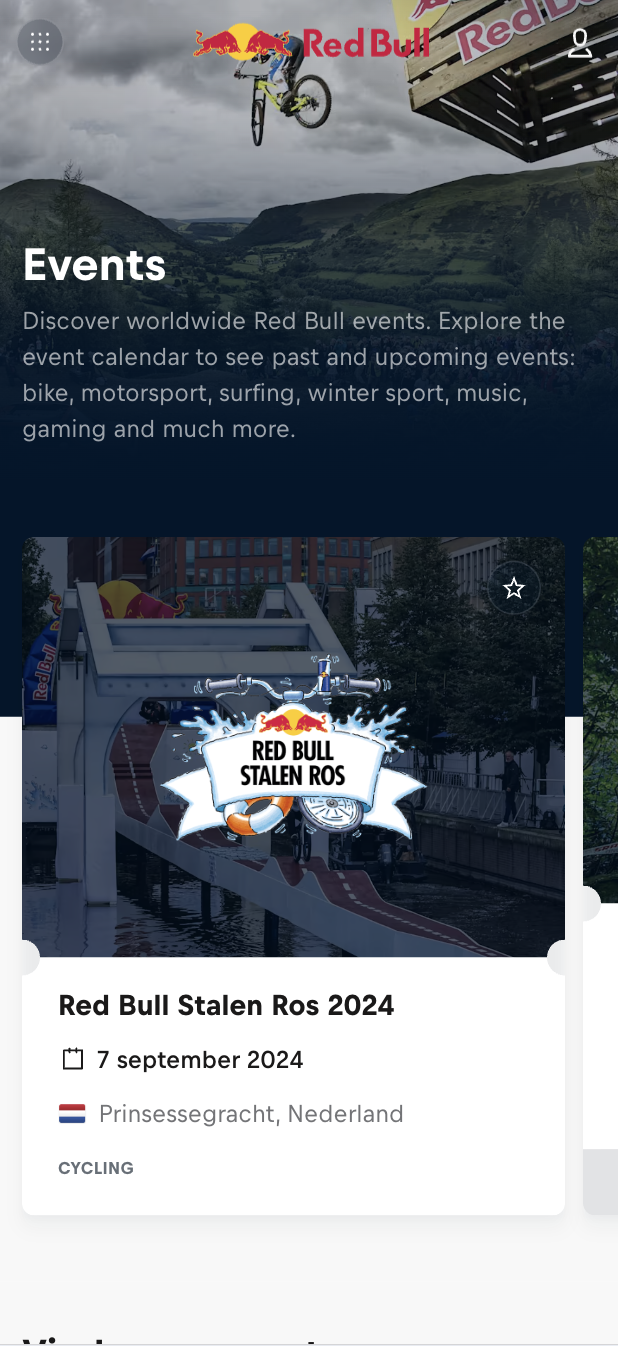 Red Bull
Red Bull
Events
Discover worldwide Red Bull events. Explore the
event calendar to see past and upcoming events:
bike, motorsport, surfing, winter sport, music,
gaming and much more.
Red Bull
RED BULL
STALEN ROS
Red Bull Stalen Ros 2024
7 september 2024
Prinsessegracht, Nederland
CYCLING